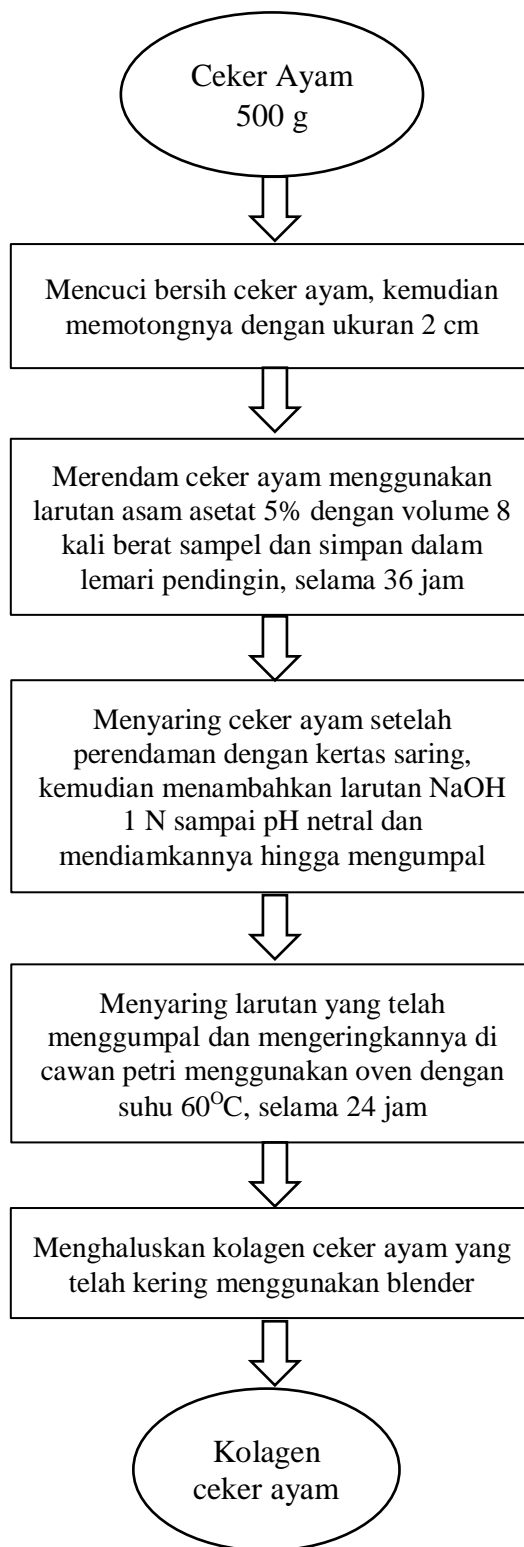 Ceker Ayam
500 g
Mencuci bersih ceker ayam, kemudian
memotongnya dengan ukuran 2 cm
Merendam ceker ayam menggunakan
larutan asam asetat 5% dengan volume 8
kali berat sampel dan simpan dalam
lemari pendingin, selama 36 jam
Menyaring ceker ayam setelah
perendaman dengan kertas saring,
kemudian menambahkan larutan NaOH
1 N sampai pH netral dan
mendiamkannya hingga mengumpal
Menyaring larutan yang telah
menggumpal dan mengeringkannya di
cawan petri menggunakan oven dengan
suhu 60ᴼC, selama 24 jam
Menghaluskan kolagen ceker ayam yang
telah kering menggunakan blender
Kolagen
ceker ayam